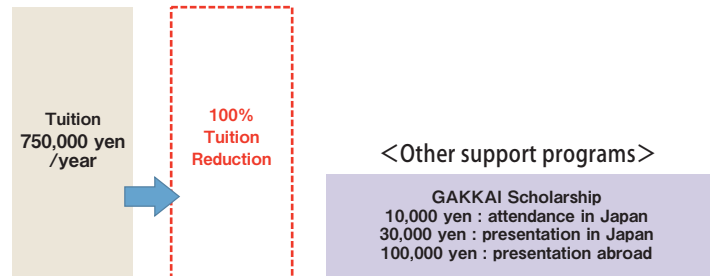 Tuition
750,000 yen
/year
100%
Tuition
Reduction
＜Other support programs＞
GAKKAI Scholarship
10,000 yen : attendance in Japan
30,000 yen : presentation in Japan
100,000 yen : presentation abroad